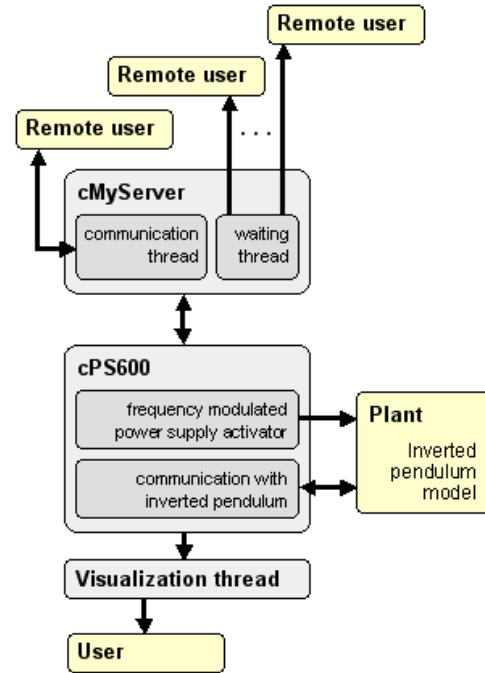 Remote user
Remote user
Remote user
. . .
cMyServer
communication
thread
waiting
thread
cPS600
frequency modulated
power supply activator
communication with
inverted pendulum
Plant
Inverted
pendulum
model
Visualization thread
User